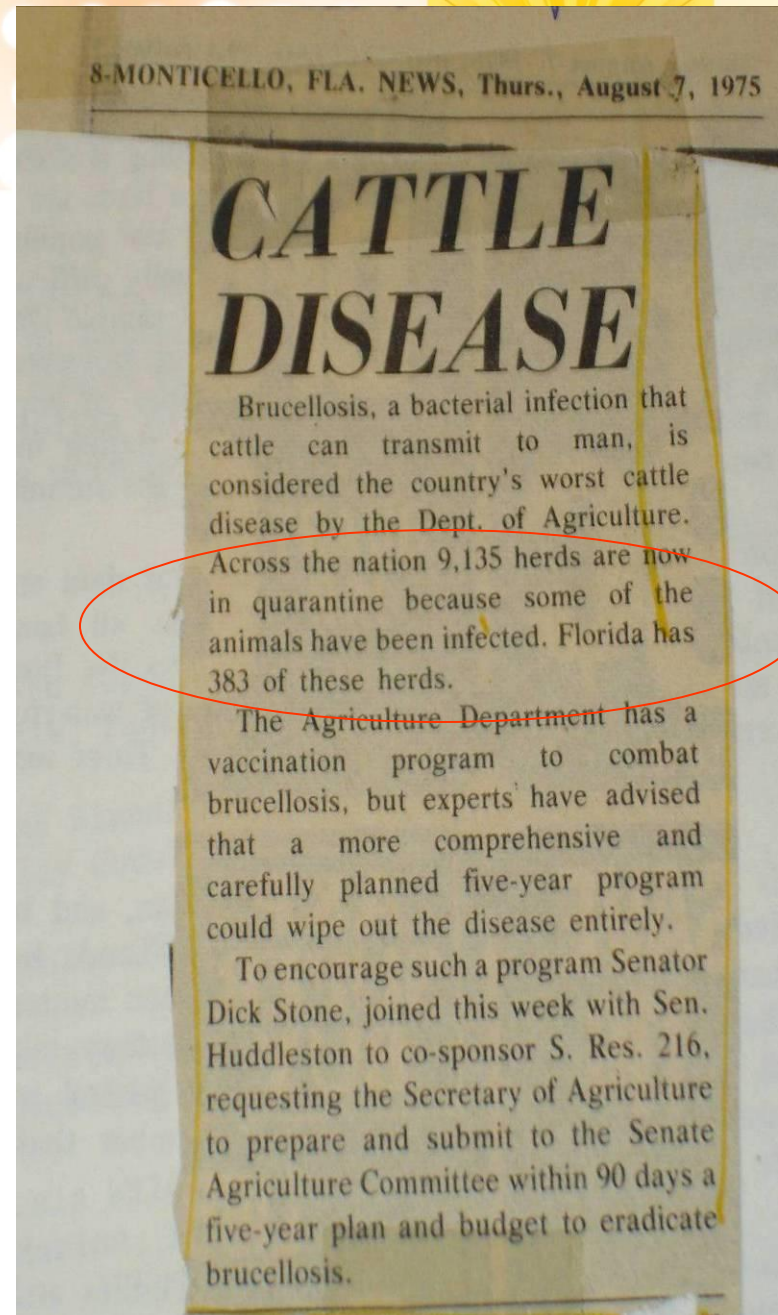 8-MONTICELLO, FLA. NEWS, Thurs., August 7, 1975
CATTLE
DISEASE
Brucellosis, a bacterial infection that
cattle can transmit to man, is
considered the country's worst cattle
disease by the Dept. of Agriculture.
Across the nation 9,135 herds are now
in quarantine because some of the
animals have been infected. Florida has
383 of these herds.
The Agriculture Department has a
vaccination program to combat
brucellosis, but experts have advised
that a more comprehensive and
carefully planned five-year program
could wipe out the disease entirely.
To encourage such a program Senator
Dick Stone, joined this week with Sen.
Huddleston to co-sponsor S. Res. 216,
requesting the Secretary of Agriculture
to prepare and submit to the Senate
Agriculture Committee within 90 days a
five-year plan and budget to eradicate
brucellosis.